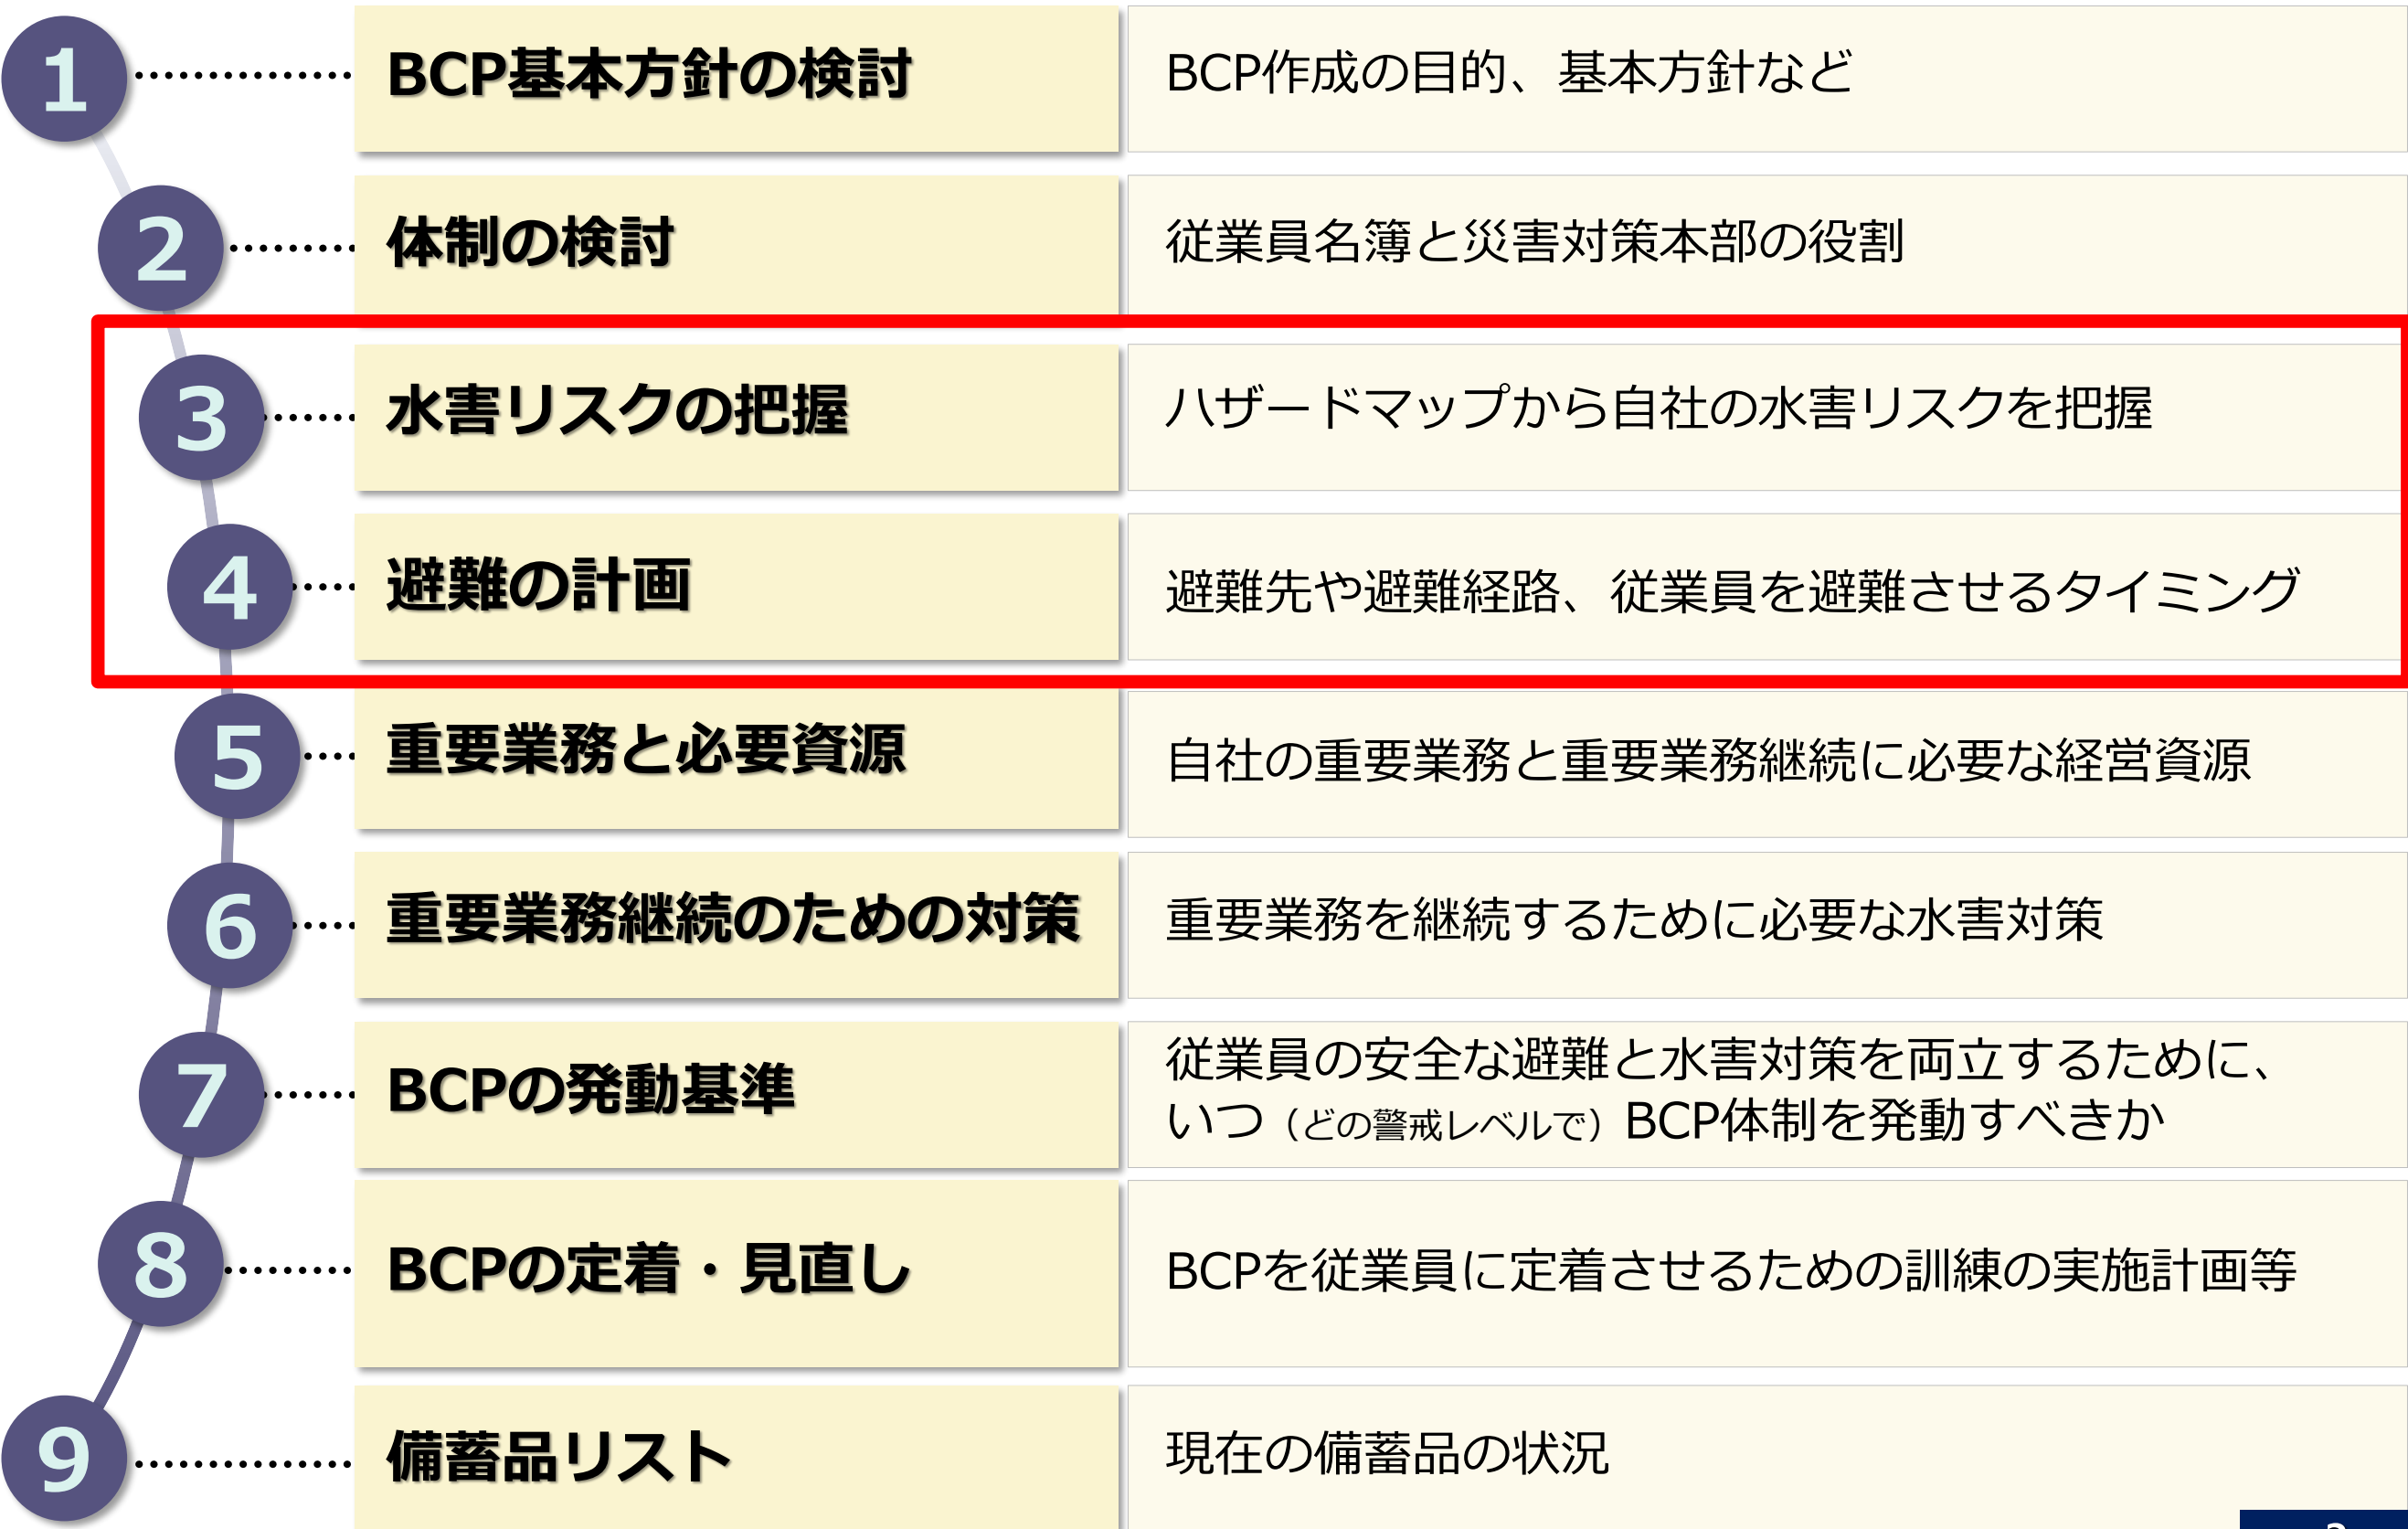 1
BCP基本方針の検討
BCP作成の目的、基本方針など
2
体制の検討
従業員名簿と災害対策本部の役割
3
水害リスクの把握
ハザードマップから自社の水害リスクを把握
4
避難の計画
避難先や避難経路、従業員を避難させるタイミング
5
重要業務と必要資源
自社の重要業務と重要業務継続に必要な経営資源
6
重要業務継続のための対策
重要業務を継続するために必要な水害対策
7
BCPの発動基準
従業員の安全な避難と水害対策を両立するために、
いつ（どの警戒レベルで）BCP体制を発動すべきか
8
BCPの定着・見直し
BCPを従業員に定着させるための訓練の実施計画等
9
備蓄品リスト
現在の備蓄品の状況